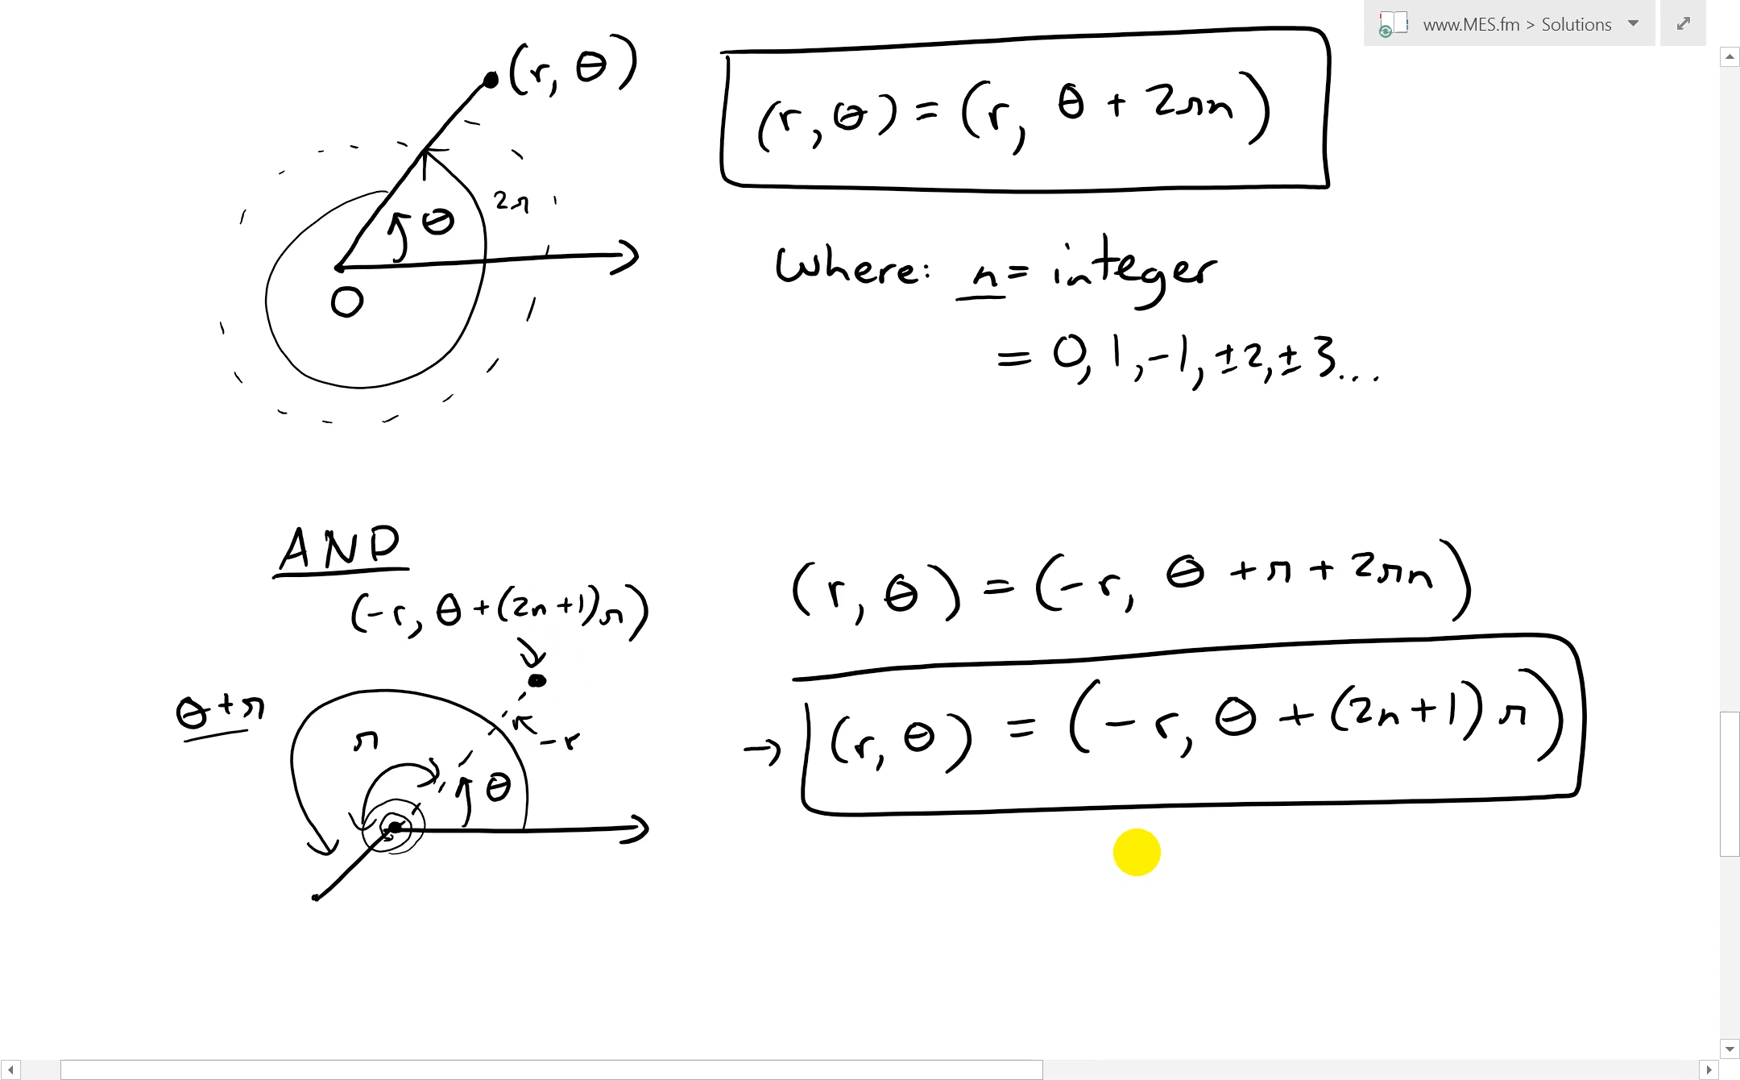 www.MES.fm > Solutions
(r, θ)
(r, θ) = (r, θ + 2πn)
2π
θ
O
Where: n = integer
= 0, 1, -1, ±2, ±3...
AND
(-r, θ + (2n+1)π)
(r, θ) = (-r, θ + π + 2πn)
θ+π
π
-r
θ
→ (r, θ) = (-r, θ + (2n+1)π)